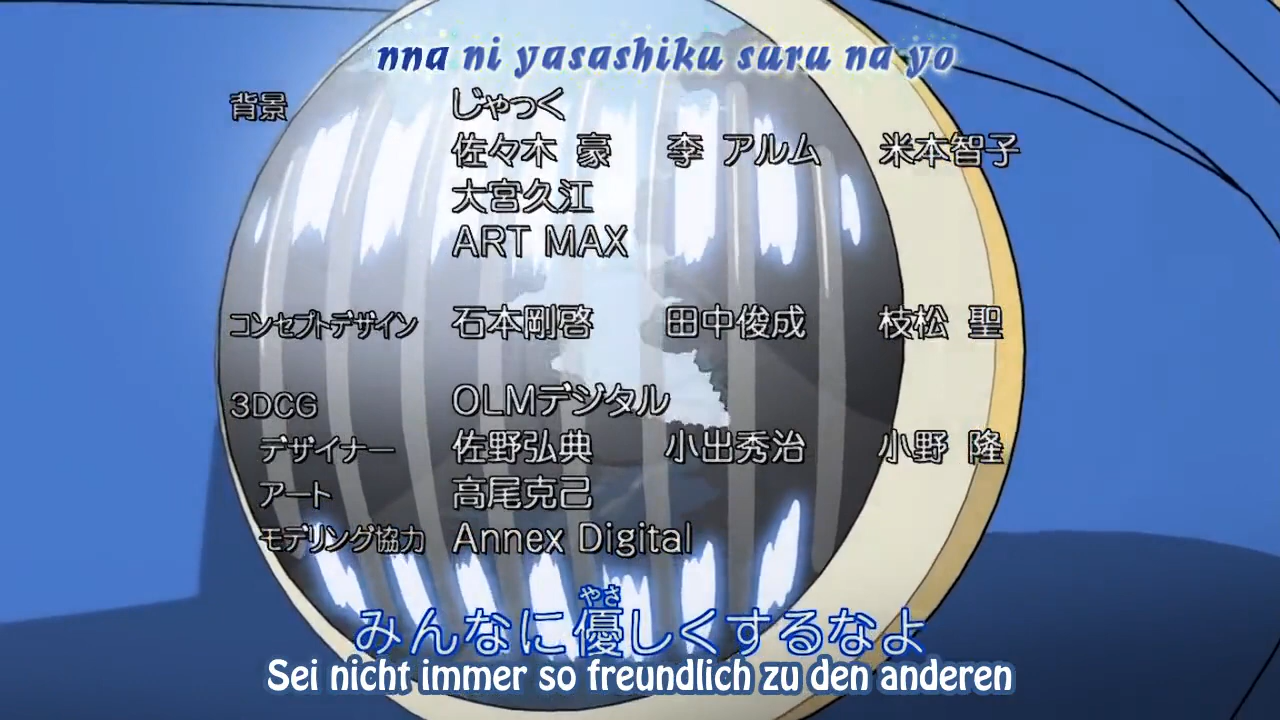 nna ni yasashiku suru na yo
背景 じゃっく
佐々木 豪 李 アルム 米本智子
大宮久江
ART MAX
コンセプトデザイン 石本剛啓 田中俊成 枝松 聖
3DCG OLMデジタル
デザイナー 佐野弘典 小出秀治 小野 隆
アート 高尾克己
モデリング協力 Annex Digital
やさ
みんなに優しくするなよ
Sei nicht immer so freundlich zu den anderen